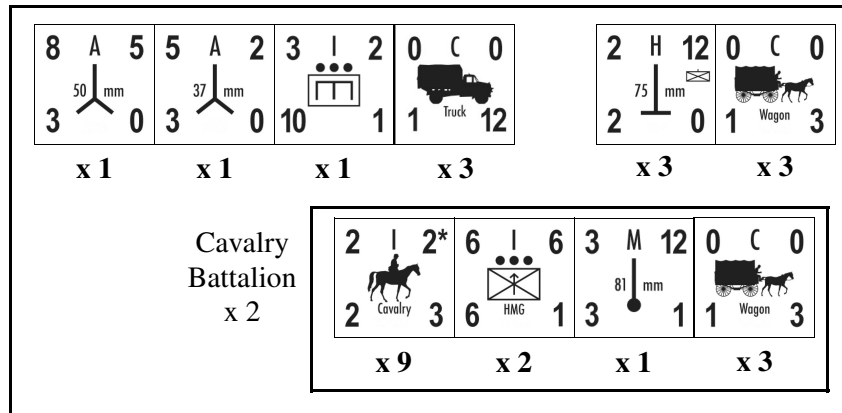 8 A 5 5 A 2 3 I 2 0 C 0 2 H 12 0 C 0
50 mm 37 mm 75 mm
Truck Wagon
3 0 3 0 10 1 1 12 2 0 1 3
x 1 x 1 x 1 x 3 x 3 x 3
Cavalry
Battalion
x 2
2 I 2* 6 I 6 3 M 12 0 C 0
81 mm
Cavalry HMG Wagon
2 3 6 1 3 1 1 3
x 9 x 2 x 1 x 3